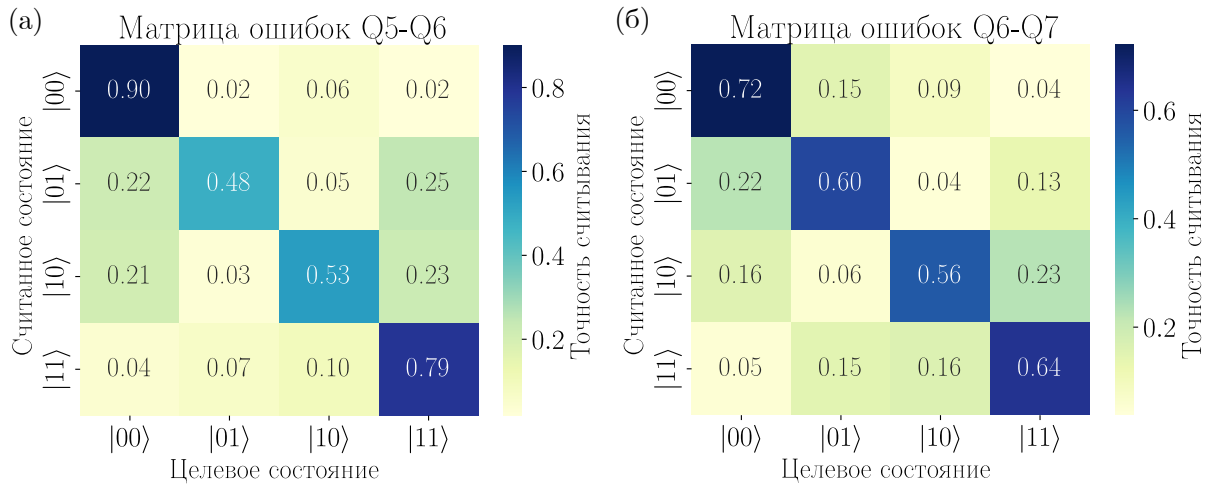 (а)
Матрица ошибок Q5-Q6
Считанное состояние
|00⟩ 0.90 0.02 0.06 0.02
|01⟩ 0.22 0.48 0.05 0.25
|10⟩ 0.21 0.03 0.53 0.23
|11⟩ 0.04 0.07 0.10 0.79
|00⟩ |01⟩ |10⟩ |11⟩
Целевое состояние
0.8
0.6
0.4
0.2
Точность считывания
(б)
Матрица ошибок Q6-Q7
Считанное состояние
|00⟩ 0.72 0.15 0.09 0.04
|01⟩ 0.22 0.60 0.04 0.13
|10⟩ 0.16 0.06 0.56 0.23
|11⟩ 0.05 0.15 0.16 0.64
|00⟩ |01⟩ |10⟩ |11⟩
Целевое состояние
0.6
0.4
0.2
Точность считывания